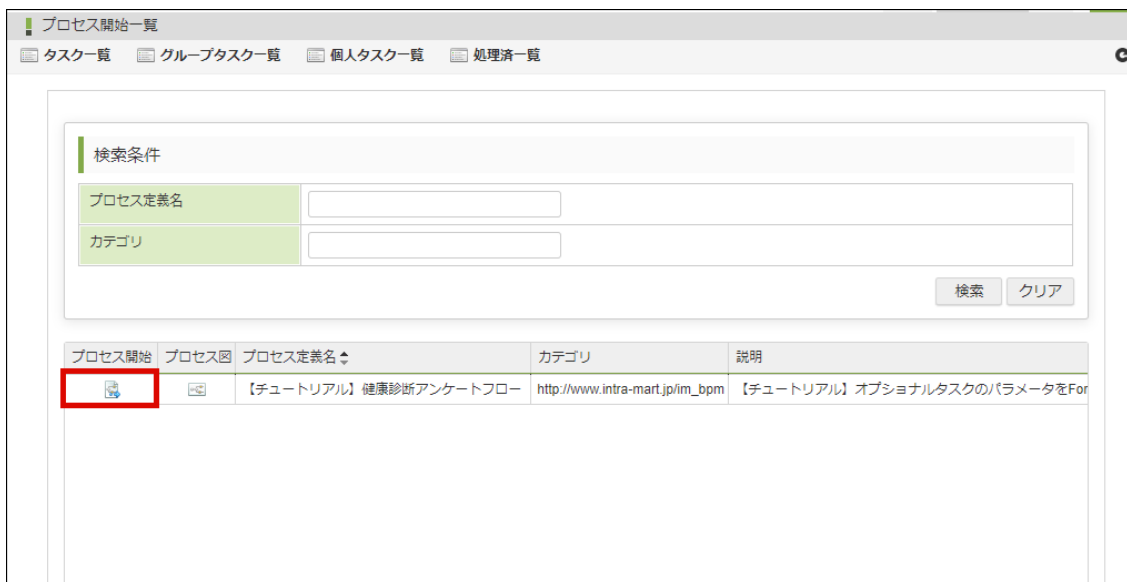 プロセス開始一覧
タスク一覧 グループタスク一覧 個人タスク一覧 処理済一覧
検索条件
プロセス定義名
カテゴリ
検索 クリア
プロセス開始 プロセス図 プロセス定義名 カテゴリ 説明
【チュートリアル】健康診断アンケートフロー http://www.intra-mart.jp/im_bpm 【チュートリアル】オプショナルタスクのパラメータをFor